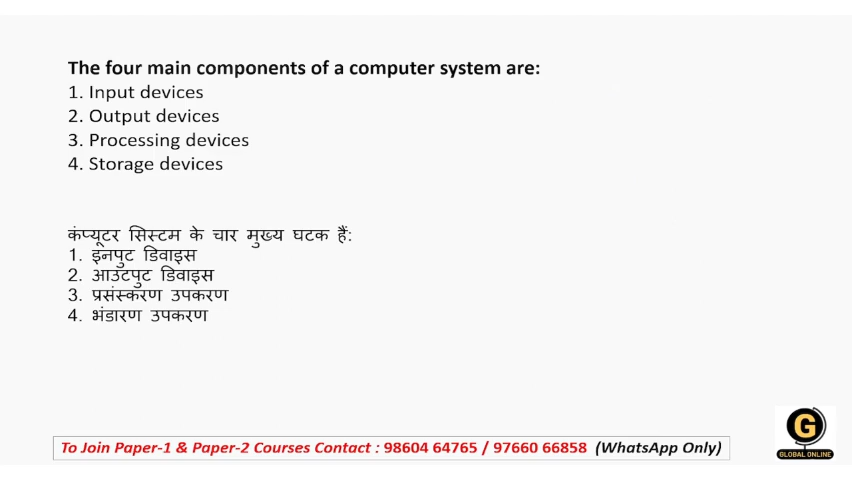 The four main components of a computer system are:
1. Input devices
2. Output devices
3. Processing devices
4. Storage devices
कंप्यूटर सिस्टम के चार मुख्य घटक हैं:
1. इनपुट डिवाइस
2. आउटपुट डिवाइस
3. प्रसंस्करण उपकरण
4. भंडारण उपकरण
G
GLOBAL ONLINE
To Join Paper-1 & Paper-2 Courses Contact : 98604 64765 / 97660 66858 (WhatsApp Only)